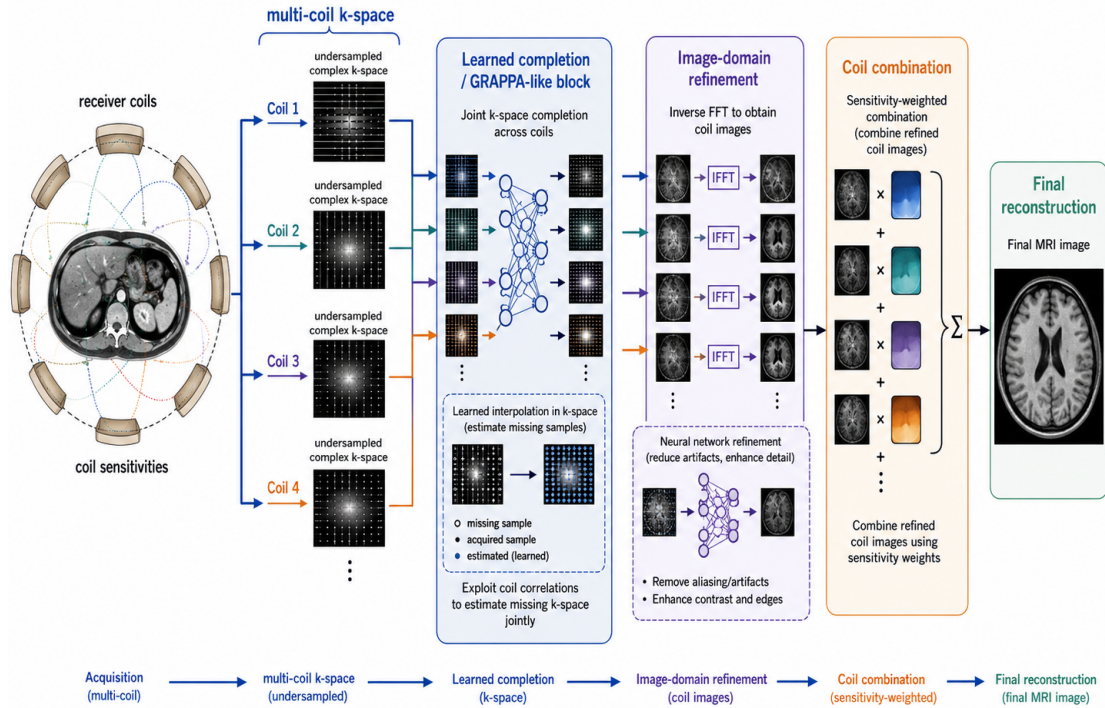 multi-coil k-space
receiver coils
coil sensitivities
undersampled
complex k-space
Coil 1
undersampled
complex k-space
Coil 2
undersampled
complex k-space
Coil 3
undersampled
complex k-space
Coil 4
Learned completion
/ GRAPPA-like block
Joint k-space completion
across coils
Learned interpolation in k-space
(estimate missing samples)
missing sample
acquired sample
estimated (learned)
Exploit coil correlations
to estimate missing k-space
jointly
Image-domain
refinement
Inverse FFT to obtain
coil images
IFFT
IFFT
IFFT
IFFT
Neural network refinement
(reduce artifacts, enhance detail)
• Remove aliasing/artifacts
• Enhance contrast and edges
Coil combination
Sensitivity-weighted
combination
(combine refined
coil images)
×
+
×
+
×
+
×
+
Σ
Combine refined
coil images using
sensitivity weights
Final
reconstruction
Final MRI image
Acquisition
(multi-coil)
multi-coil k-space
(undersampled)
Learned completion
(k-space)
Image-domain refinement
(coil images)
Coil combination
(sensitivity-weighted)
Final reconstruction
(final MRI image)